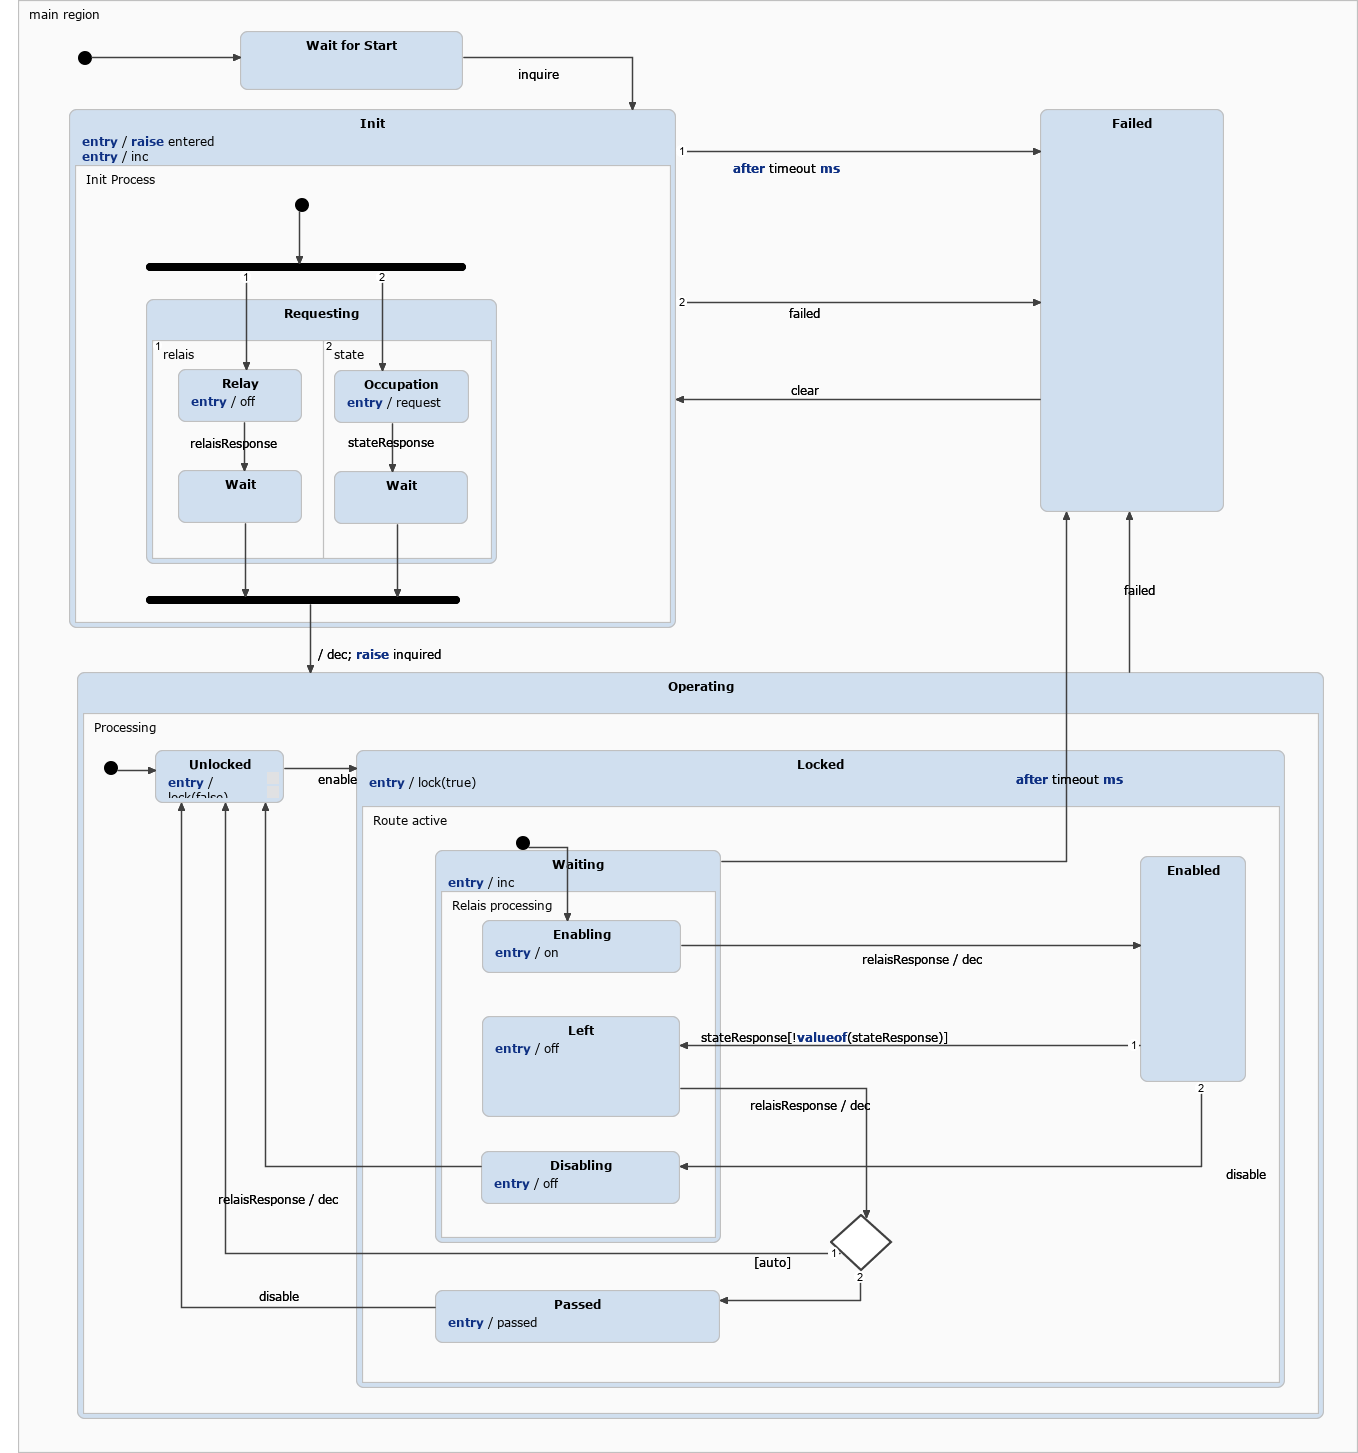 main region
Wait for Start
inquire
Init
entry / raise entered
entry / inc
Init Process
Failed
1
after timeout ms
1
2
2
failed
Requesting
1
relais
2
state
Relay
entry / off
Occupation
entry / request
clear
relaisResponse
stateResponse
Wait
Wait
failed
/ dec; raise inquired
Operating
Processing
Unlocked
entry /
lock(false)
enable
Locked
entry / lock(true)
after timeout ms
Route active
Waiting
entry / inc
Relais processing
Enabled
Enabling
entry / on
relaisResponse / dec
Left
entry / off
stateResponse[!valueof(stateResponse)]
1
2
relaisResponse / dec
Disabling
entry / off
disable
relaisResponse / dec
1
[auto]
2
disable
Passed
entry / passed